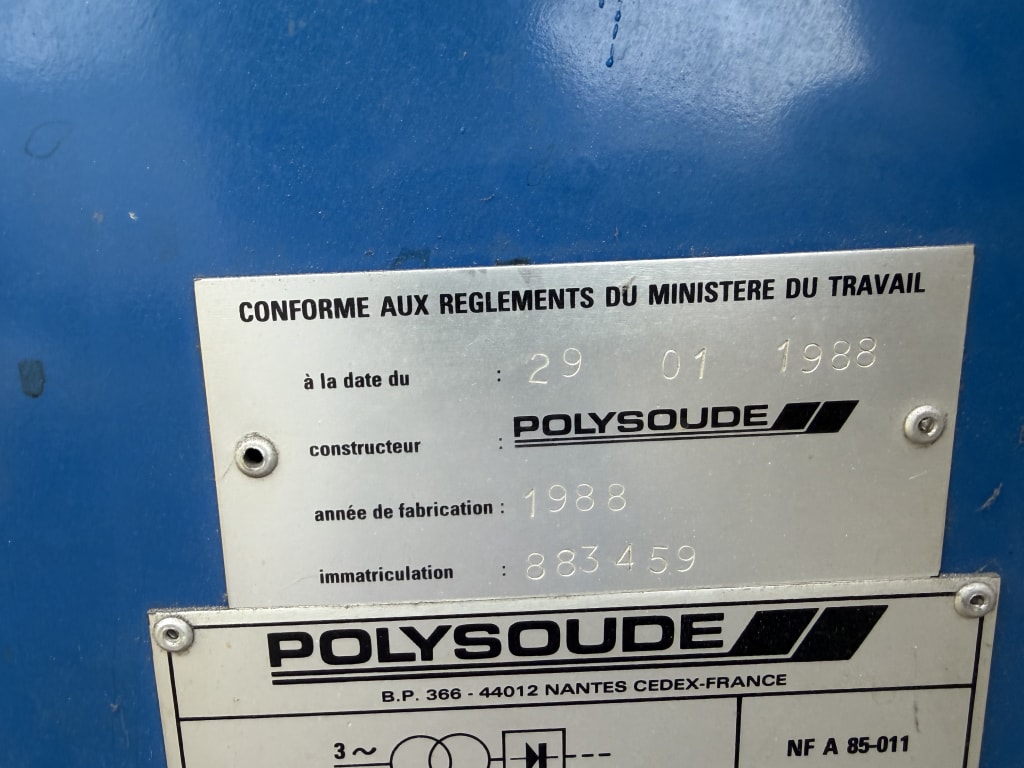 CONFORME AUX REGLEMENTS DU MINISTERE DU TRAVAIL
à la date du : 29 01 1988
constructeur : POLYSOUDE
année de fabrication : 1988
immatriculation : 883459
POLYSOUDE
B.P. 366 - 44012 NANTES CEDEX-FRANCE
3~ NF A 85-011